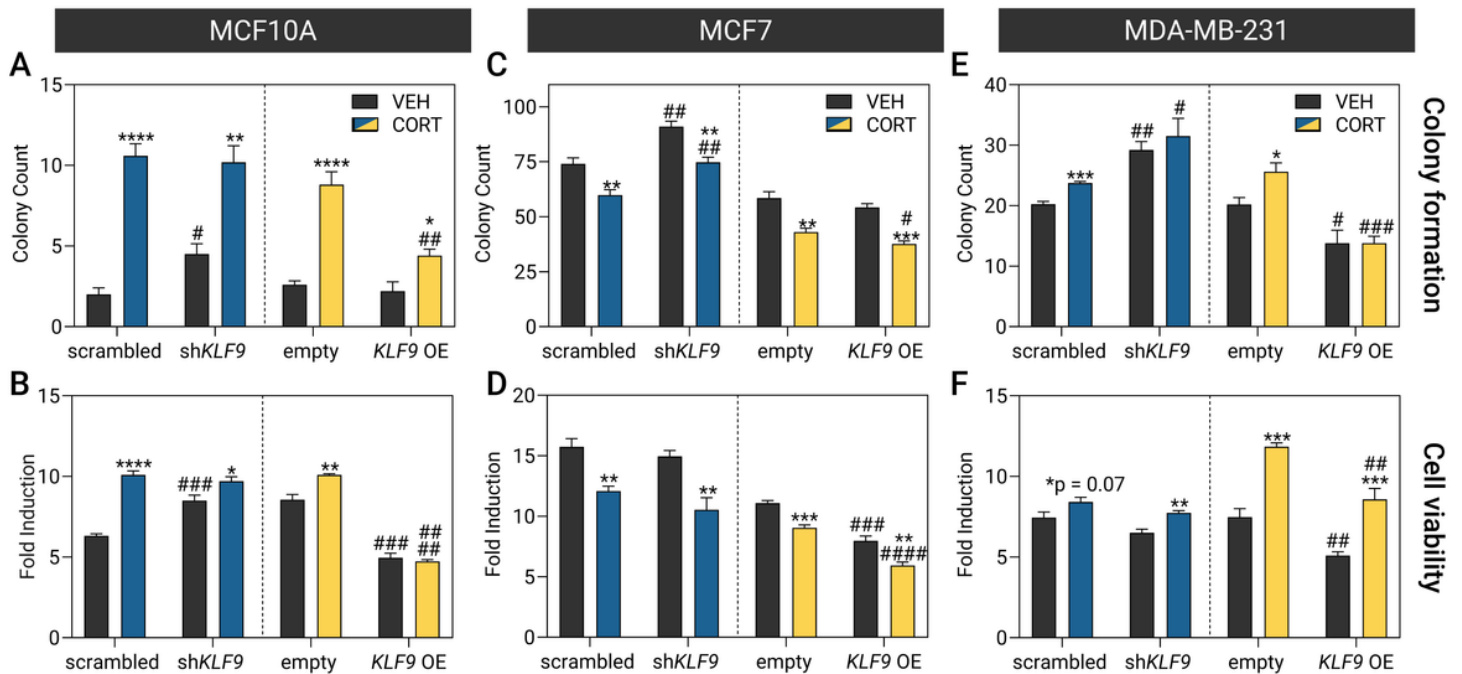 MCF10A
MCF7
MDA-MB-231
A
15
10
5
0
Colony Count
VEH
CORT
****
#
**
****
*
##
scrambled
shKLF9
empty
KLF9 OE
C
100
75
50
25
0
Colony Count
VEH
CORT
**
##
**
##
**
#
***
scrambled
shKLF9
empty
KLF9 OE
E
40
30
20
10
0
Colony Count
VEH
CORT
***
##
#
*
#
###
scrambled
shKLF9
empty
KLF9 OE
Colony formation
B
15
10
5
0
Fold Induction
****
###
*
**
###
##
##
scrambled
shKLF9
empty
KLF9 OE
D
20
15
10
5
0
Fold Induction
**
**
***
###
**
####
scrambled
shKLF9
empty
KLF9 OE
F
15
10
5
0
Fold Induction
*p = 0.07
**
***
##
##
***
scrambled
shKLF9
empty
KLF9 OE
Cell viability